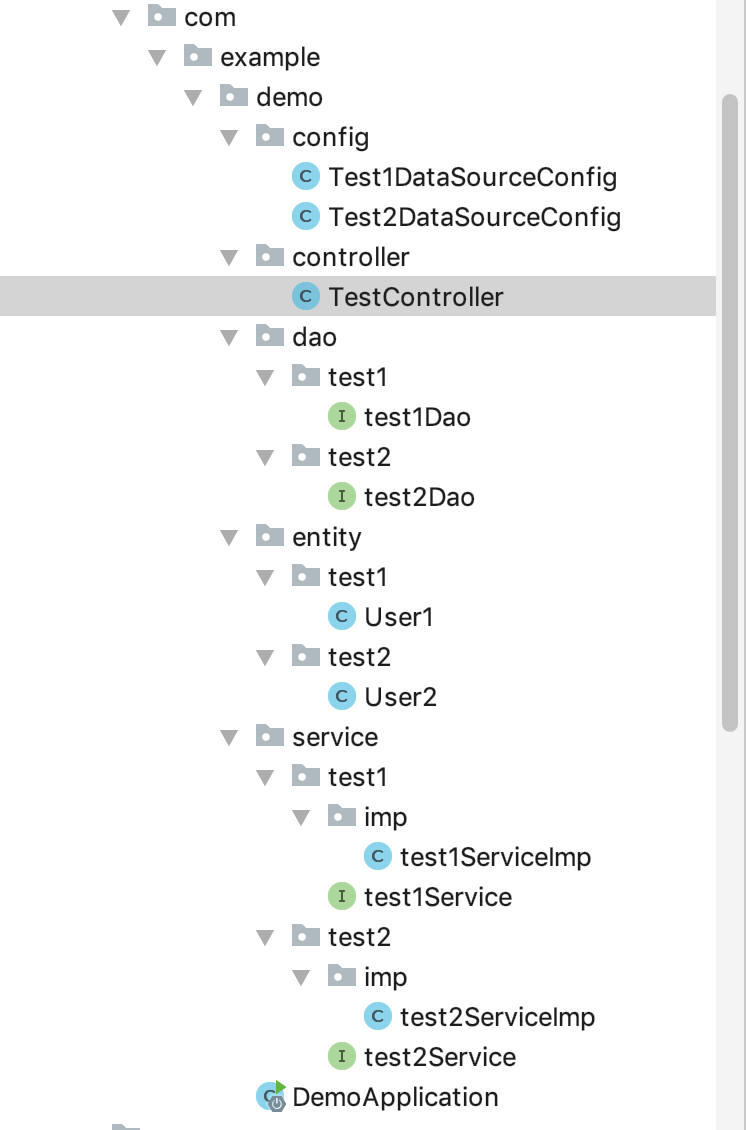 com
example
demo
config
C Test1DataSourceConfig
C Test2DataSourceConfig
controller
C TestController
dao
test1
I test1Dao
test2
I test2Dao
entity
test1
C User1
test2
C User2
service
test1
imp
C test1ServiceImp
I test1Service
test2
imp
C test2ServiceImp
I test2Service
C DemoApplication